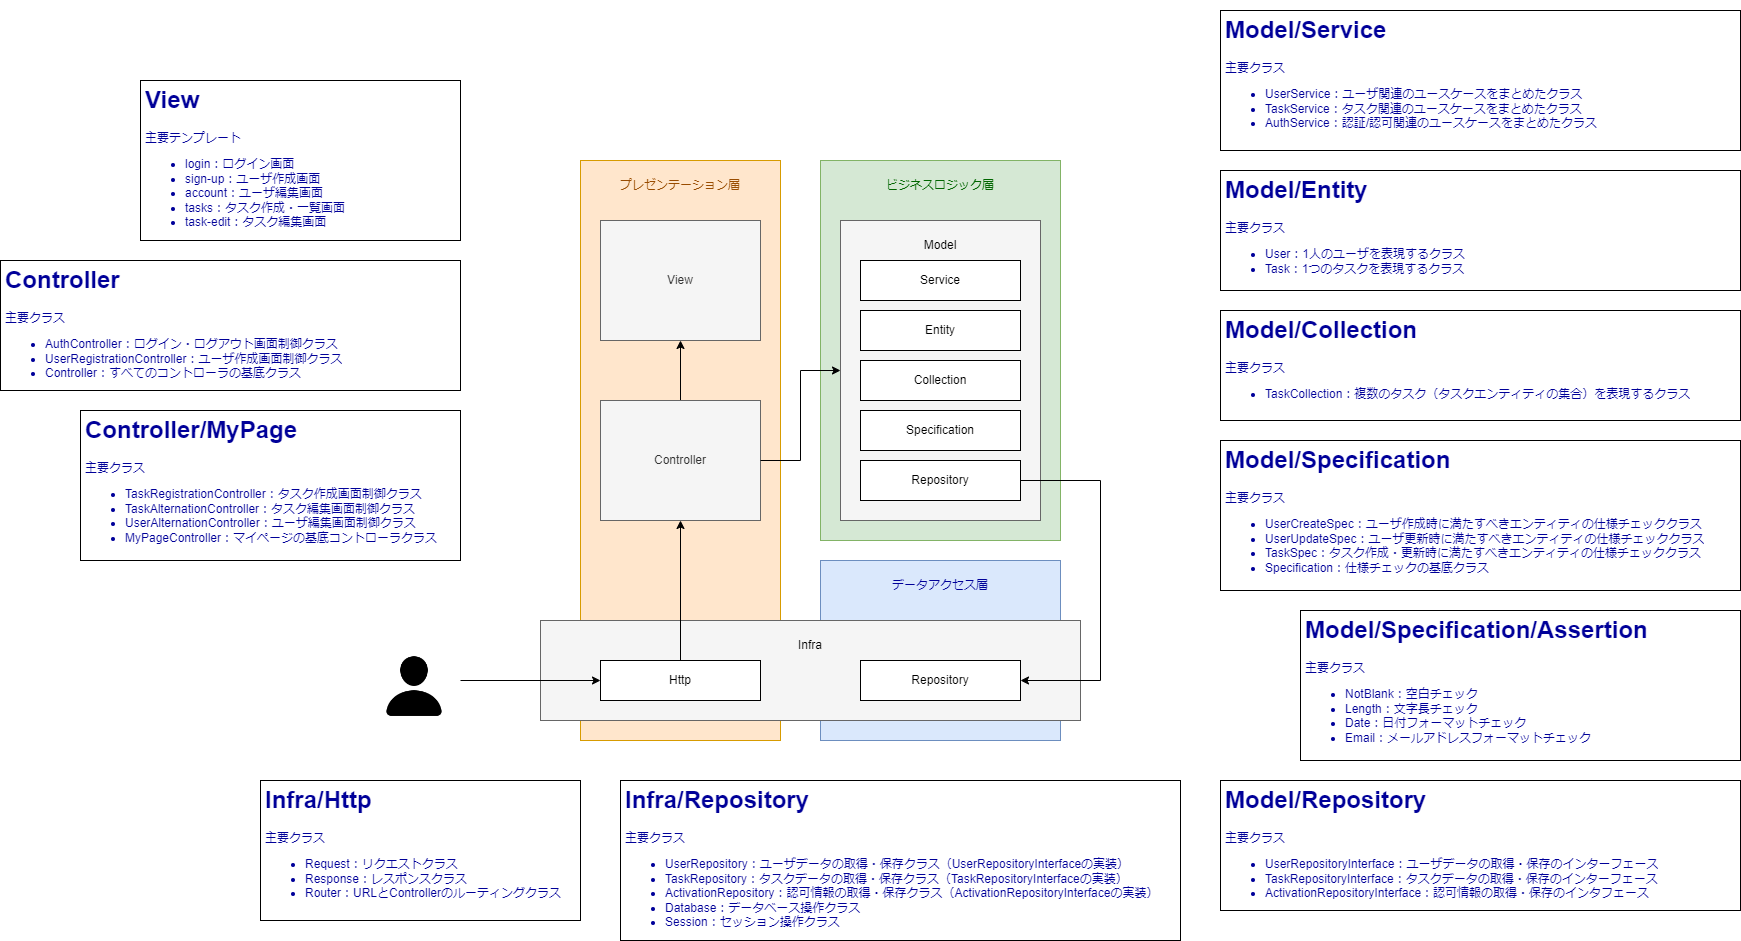 View
主要テンプレート
login：ログイン画面
sign-up：ユーザ作成画面
account：ユーザ編集画面
tasks：タスク作成・一覧画面
task-edit：タスク編集画面
Controller
主要クラス
AuthController：ログイン・ログアウト画面制御クラス
UserRegistrationController：ユーザ作成画面制御クラス
Controller：すべてのコントローラの基底クラス
Controller/MyPage
主要クラス
TaskRegistrationController：タスク作成画面制御クラス
TaskAlternationController：タスク編集画面制御クラス
UserAlternationController：ユーザ編集画面制御クラス
MyPageController：マイページの基底コントローラクラス
プレゼンテーション層
View
Controller
ビジネスロジック層
Model
Service
Entity
Collection
Specification
Repository
データアクセス層
Infra
Http
Repository
Model/Service
主要クラス
UserService：ユーザ関連のユースケースをまとめたクラス
TaskService：タスク関連のユースケースをまとめたクラス
AuthService：認証/認可関連のユースケースをまとめたクラス
Model/Entity
主要クラス
User：1人のユーザを表現するクラス
Task：1つのタスクを表現するクラス
Model/Collection
主要クラス
TaskCollection：複数のタスク（タスクエンティティの集合）を表現するクラス
Model/Specification
主要クラス
UserCreateSpec：ユーザ作成時に満たすべきエンティティの仕様チェッククラス
UserUpdateSpec：ユーザ更新時に満たすべきエンティティの仕様チェッククラス
TaskSpec：タスク作成・更新時に満たすべきエンティティの仕様チェッククラス
Specification：仕様チェックの基底クラス
Model/Specification/Assertion
主要クラス
NotBlank：空白チェック
Length：文字長チェック
Date：日付フォーマットチェック
Email：メールアドレスフォーマットチェック
Infra/Http
主要クラス
Request：リクエストクラス
Response：レスポンスクラス
Router：URLとControllerのルーティングクラス
Infra/Repository
主要クラス
UserRepository：ユーザデータの取得・保存クラス（UserRepositoryInterfaceの実装）
TaskRepository：タスクデータの取得・保存クラス（TaskRepositoryInterfaceの実装）
ActivationRepository：認可情報の取得・保存クラス（ActivationRepositoryInterfaceの実装）
Database：データベース操作クラス
Session：セッション操作クラス
Model/Repository
主要クラス
UserRepositoryInterface：ユーザデータの取得・保存のインターフェース
TaskRepositoryInterface：タスクデータの取得・保存のインターフェース
ActivationRepositoryInterface：認可情報の取得・保存のインタフェース